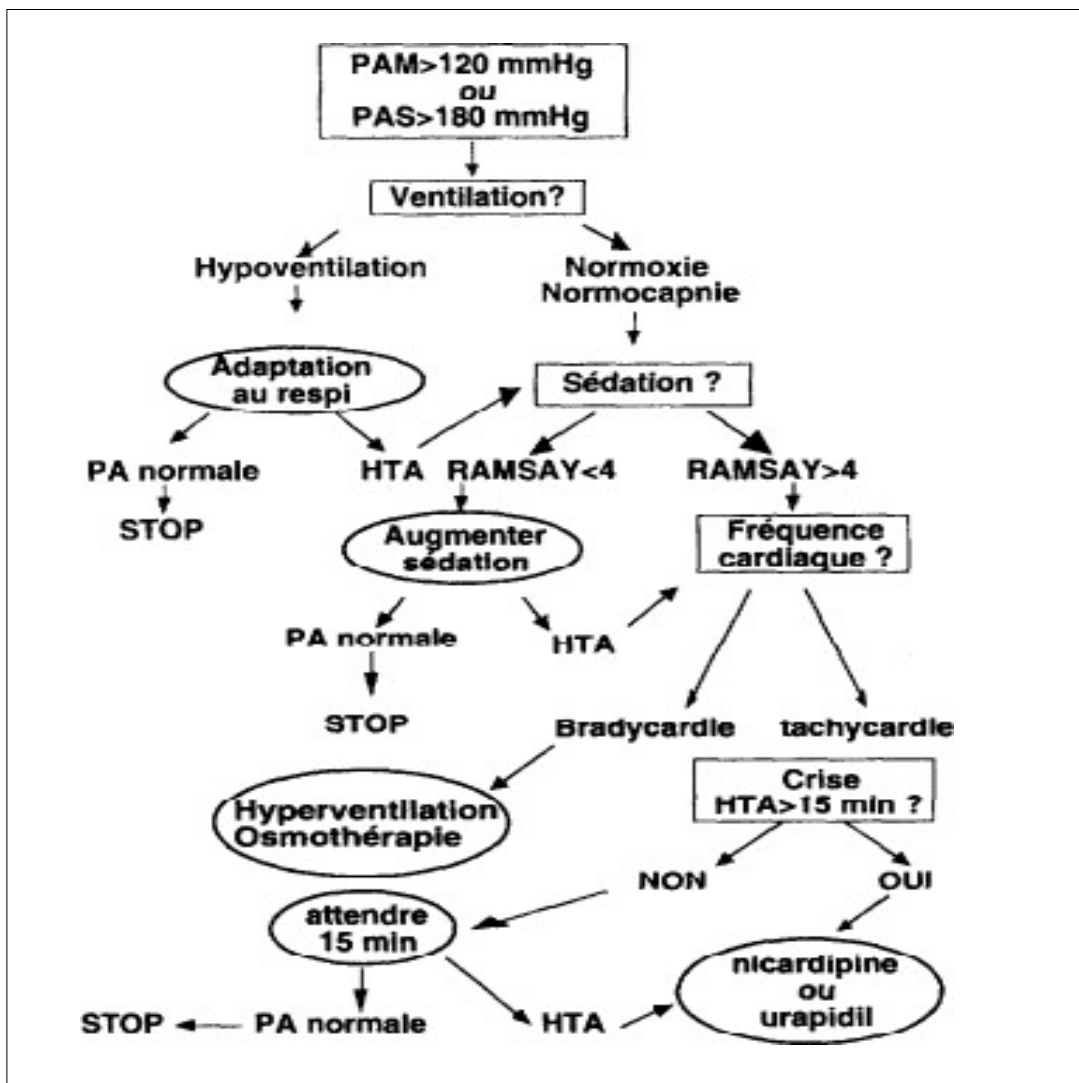 PAM>120 mmHg
ou
PAS>180 mmHg
Ventilation?
Hypoventilation
Normoxie
Normocapnie
Adaptation
au respi
Sédation ?
PA normale
HTA
RAMSAY<4
RAMSAY>4
STOP
Augmenter
sédation
Fréquence
cardiaque ?
PA normale
HTA
STOP
Bradycardie
tachycardie
Crise
HTA>15 min ?
Hyperventilation
Osmothérapie
NON
OUI
attendre
15 min
nicardipine
ou
urapidil
STOP
PA normale
HTA